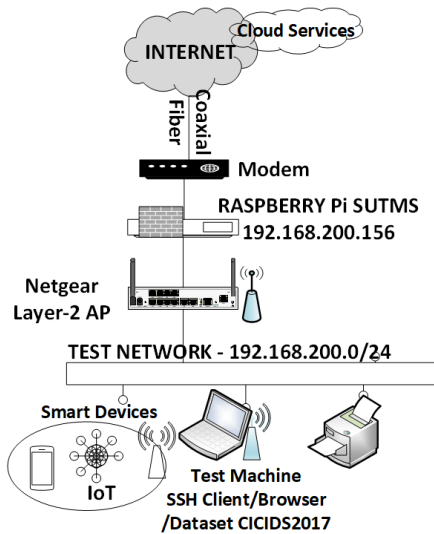 Cloud Services
INTERNET
Fiber
Coaxial
Modem
RASPBERRY Pi SUTMS
192.168.200.156
Netgear
Layer-2 AP
TEST NETWORK - 192.168.200.0/24
Smart Devices
IoT
Test Machine
SSH Client/Browser
/Dataset CICIDS2017